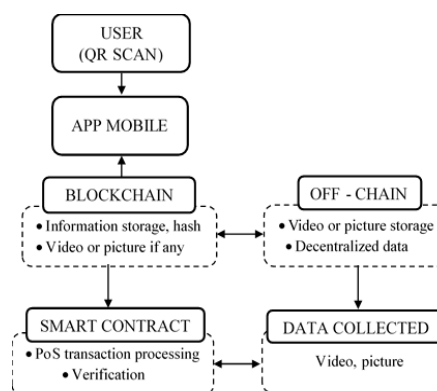 USER
(QR SCAN)
APP MOBILE
BLOCKCHAIN
• Information storage, hash
• Video or picture if any
OFF - CHAIN
• Video or picture storage
• Decentralized data
SMART CONTRACT
• PoS transaction processing
• Verification
DATA COLLECTED
Video, picture